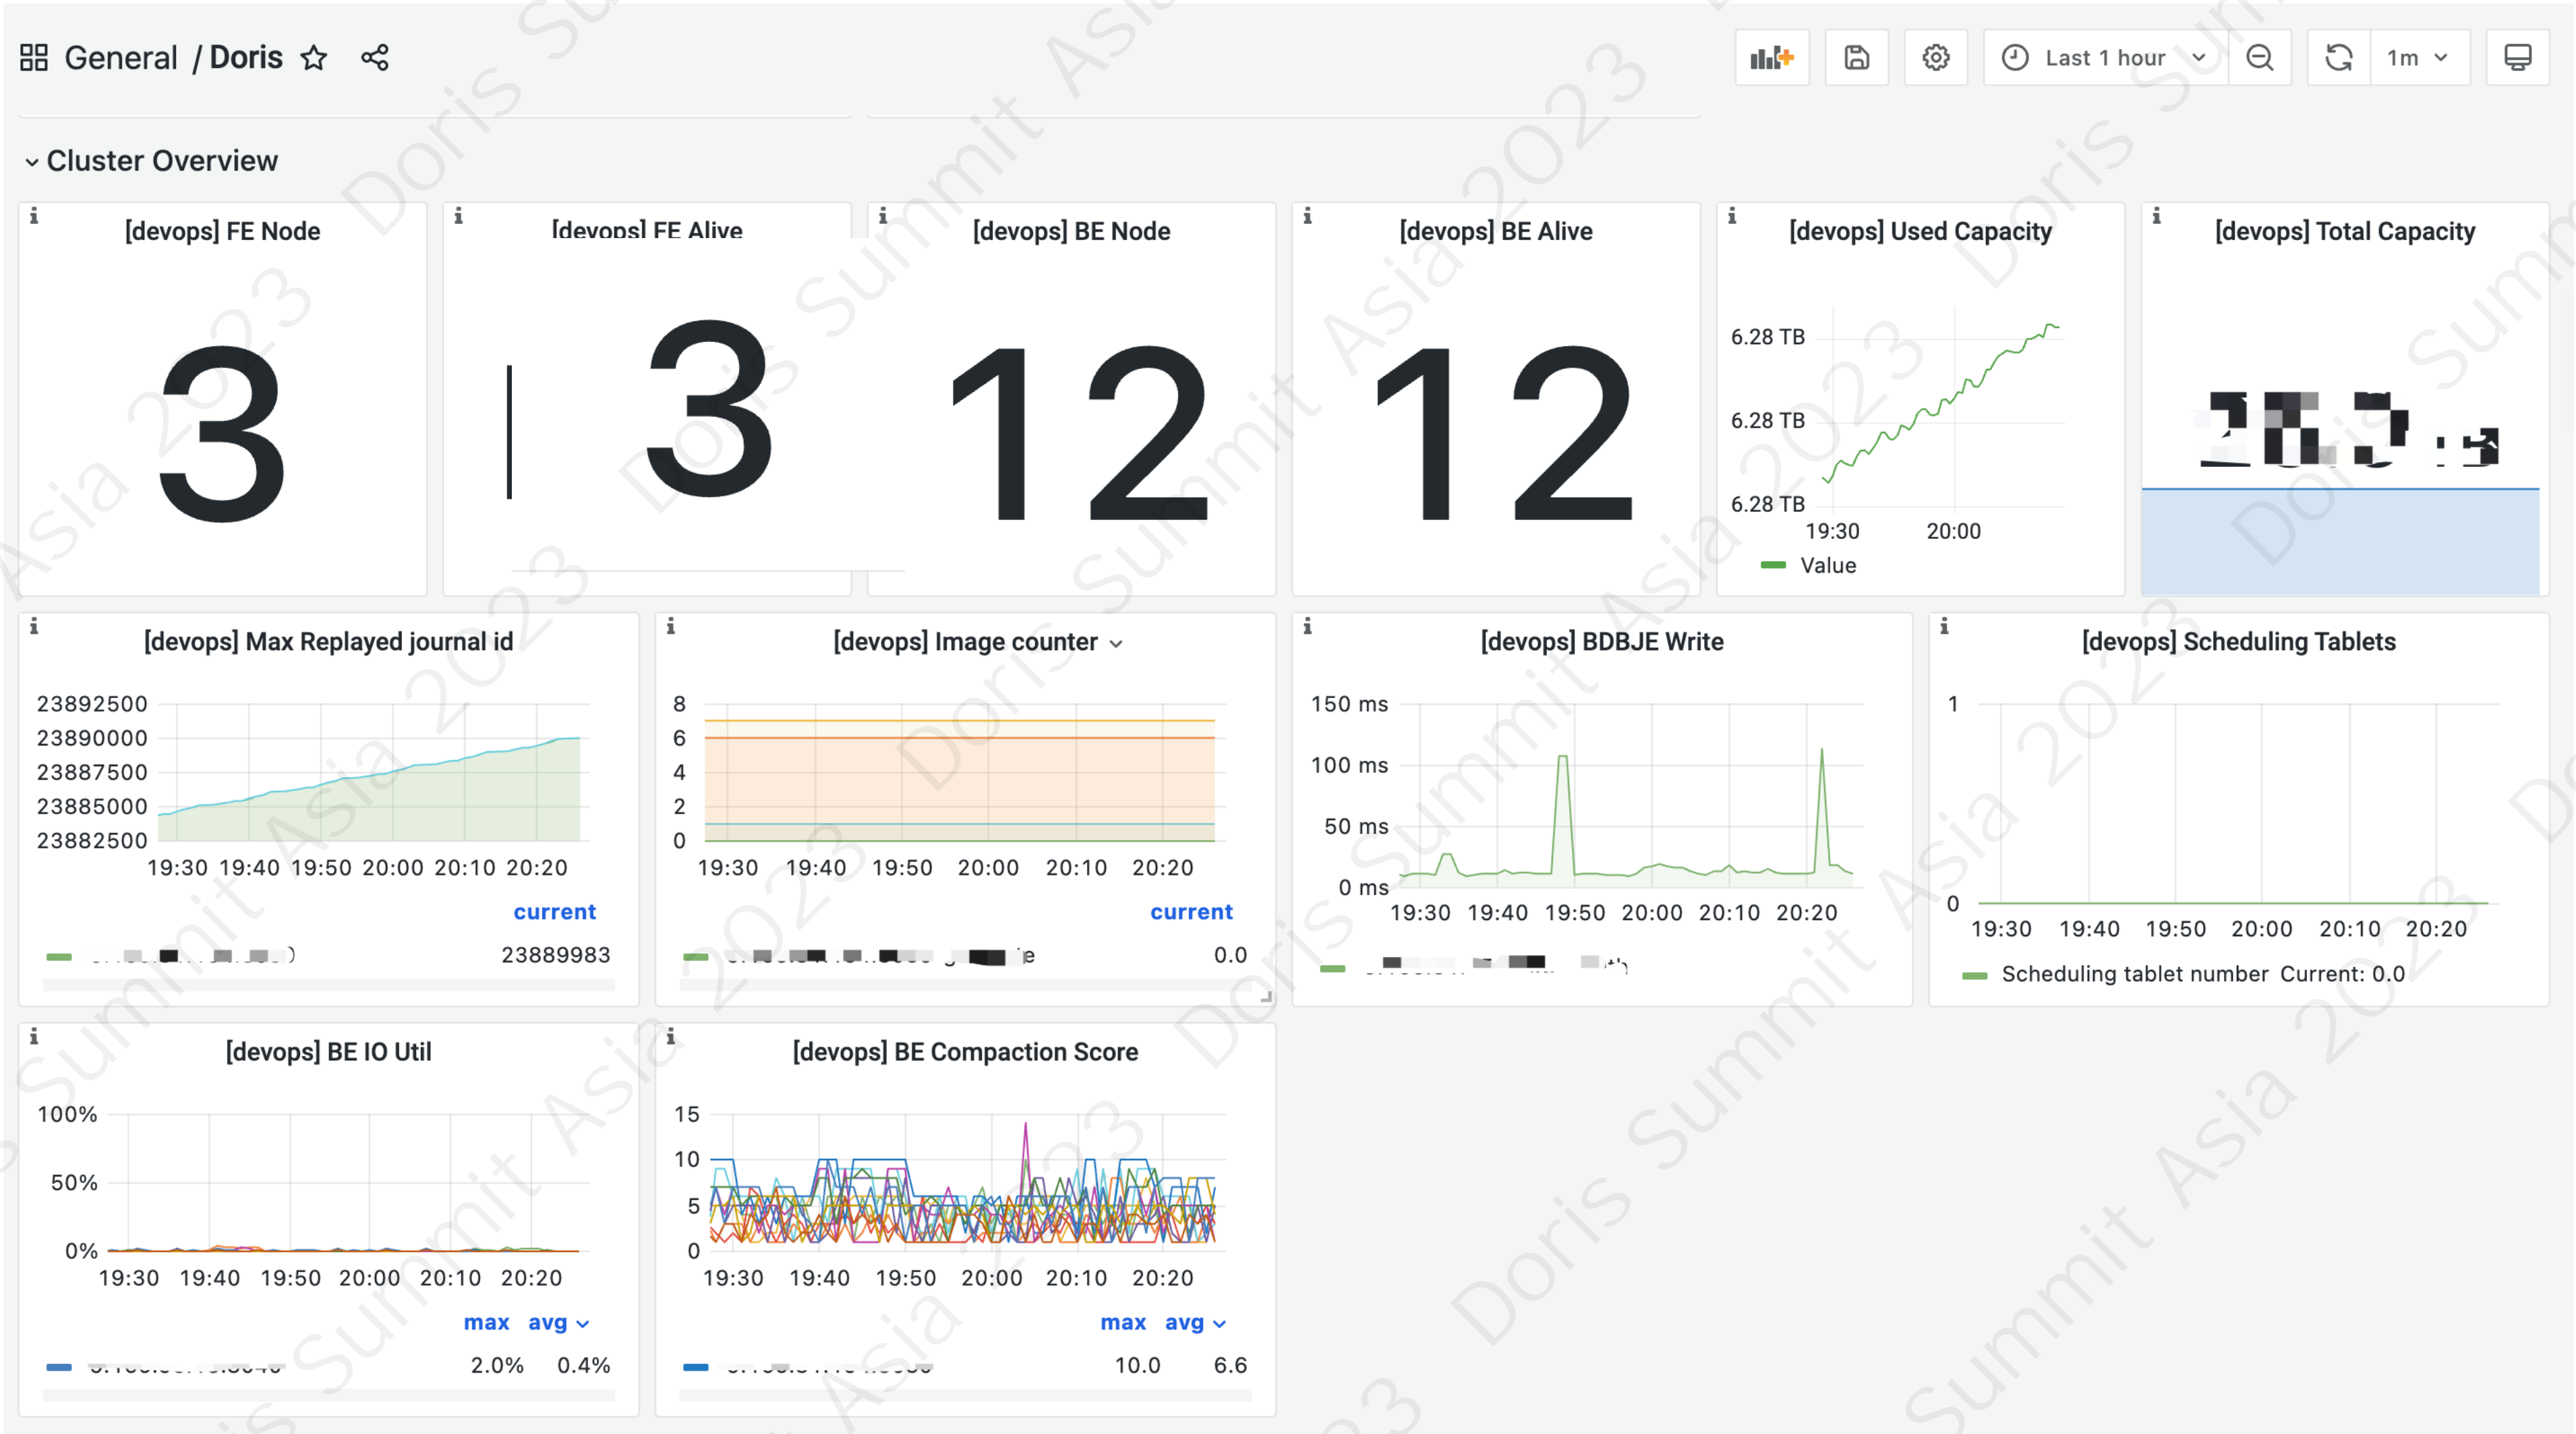 General / Doris
Last 1 hour
1m
Cluster Overview
[devops] FE Node
3
[devops] FE Alive
3
[devops] BE Node
12
[devops] BE Alive
12
[devops] Used Capacity
6.28 TB
6.28 TB
6.28 TB
19:30 20:00
Value
[devops] Total Capacity
[devops] Max Replayed journal id
23892500
23890000
23887500
23885000
23882500
19:30 19:40 19:50 20:00 20:10 20:20
current
23889983
[devops] Image counter
8
6
4
2
0
19:30 19:40 19:50 20:00 20:10 20:20
current
0.0
[devops] BDBJE Write
150 ms
100 ms
50 ms
0 ms
19:30 19:40 19:50 20:00 20:10 20:20
[devops] Scheduling Tablets
1
0
19:30 19:40 19:50 20:00 20:10 20:20
Scheduling tablet number Current: 0.0
[devops] BE IO Util
100%
50%
0%
19:30 19:40 19:50 20:00 20:10 20:20
max avg
2.0% 0.4%
[devops] BE Compaction Score
15
10
5
0
19:30 19:40 19:50 20:00 20:10 20:20
max avg
10.0 6.6
Doris Summit Asia 2023